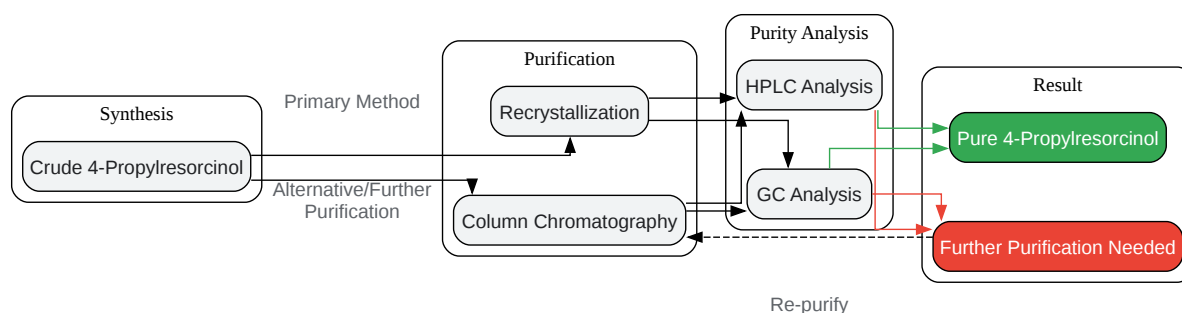 Synthesis
Crude 4-Propylresorcinol
Primary Method
Alternative/Further
Purification
Purification
Recrystallization
Column Chromatography
Purity Analysis
HPLC Analysis
GC Analysis
Result
Pure 4-Propylresorcinol
Further Purification Needed
Re-purify